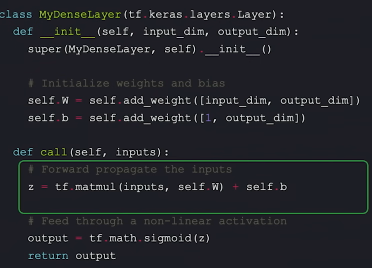 class MyDenseLayer(tf.keras.layers.Layer):
def __init__(self, input_dim, output_dim):
super(MyDenseLayer, self).__init__()
# Initialize weights and bias
self.W = self.add_weight([input_dim, output_dim])
self.b = self.add_weight([1, output_dim])
def call(self, inputs):
# Forward propagate the inputs
z = tf.matmul(inputs, self.W) + self.b
# Feed through a non-linear activation
output = tf.math.sigmoid(z)
return output